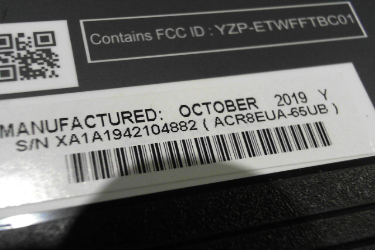 Contains FCC ID : YZP-ETWFFTBC01
MANUFACTURED: OCTOBER 2019 Y
S/N XA1A1942104882 ( ACR8EUA-65UB )